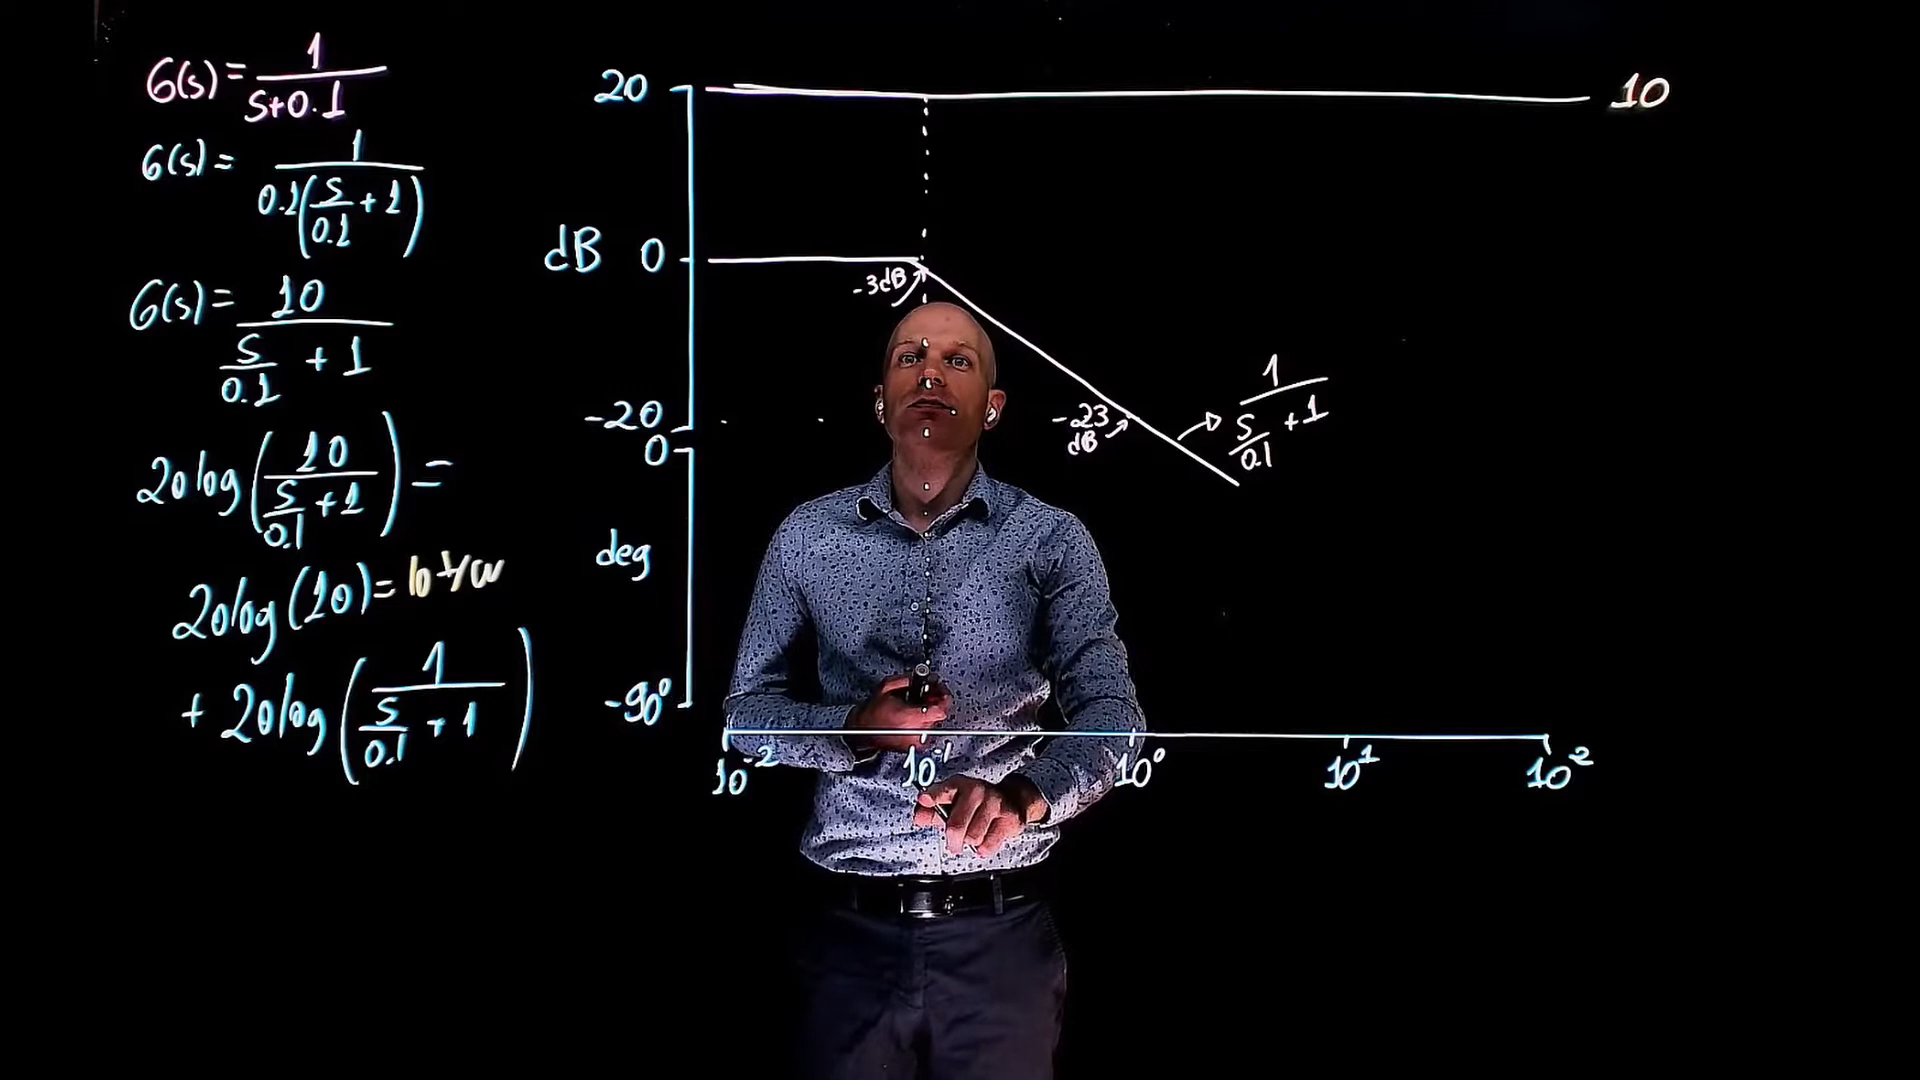 G(s) = 1/(s+0.1)
G(s) = 1/(0.1(s/0.1 + 1))
G(s) = 10/(s/0.1 + 1)
20log(10/(s/0.1 + 1)) =
20log(10) =
+ 20log(1/(s/0.1 + 1))
20
10
dB 0
-3dB
-20
-23
dB
1/(s/0.1 + 1)
0
deg
-90°
10^-2 10^-1 10^0 10^1 10^2